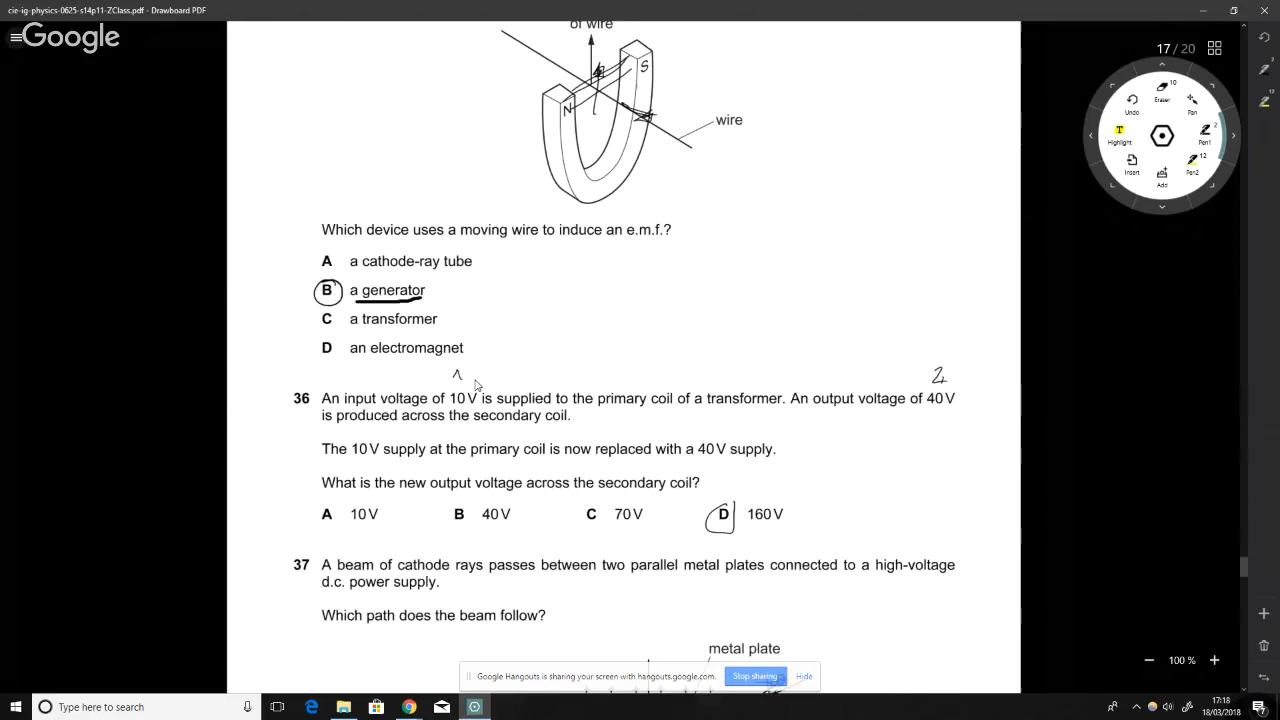 cie-ig-physics-0625-s14p11-ZClass.pdf - Drawboard PDF
Google
17 / 20
of wire
S
N
wire
10
Eraser
Undo
Pan
Highlight
T
2
Pen1
Insert
Add
12
Pen2
Which device uses a moving wire to induce an e.m.f.?
A a cathode-ray tube
B a generator
C a transformer
D an electromagnet
36 An input voltage of 10 V is supplied to the primary coil of a transformer. An output voltage of 40 V
is produced across the secondary coil.
The 10 V supply at the primary coil is now replaced with a 40 V supply.
What is the new output voltage across the secondary coil?
A 10 V B 40 V C 70 V D 160 V
37 A beam of cathode rays passes between two parallel metal plates connected to a high-voltage
d.c. power supply.
Which path does the beam follow?
metal plate
Google Hangouts is sharing your screen with hangouts.google.com. Stop sharing Hide
100 %
Type here to search
17:18
18/03/2018